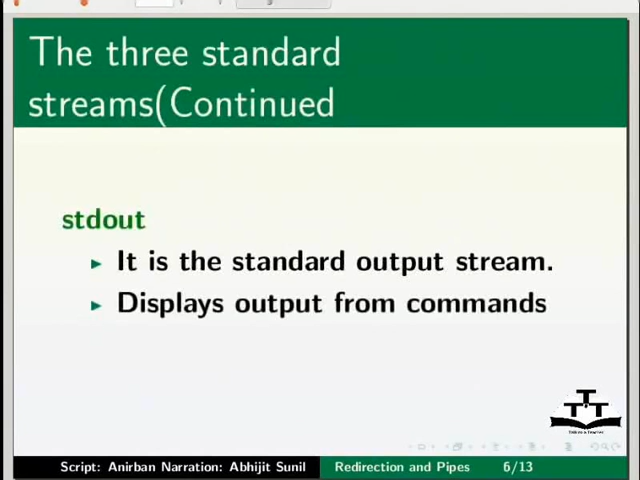 The three standard
streams(Continued
stdout
It is the standard output stream.
Displays output from commands
TTT
Script: Anirban Narration: Abhijit Sunil
Redirection and Pipes
6/13